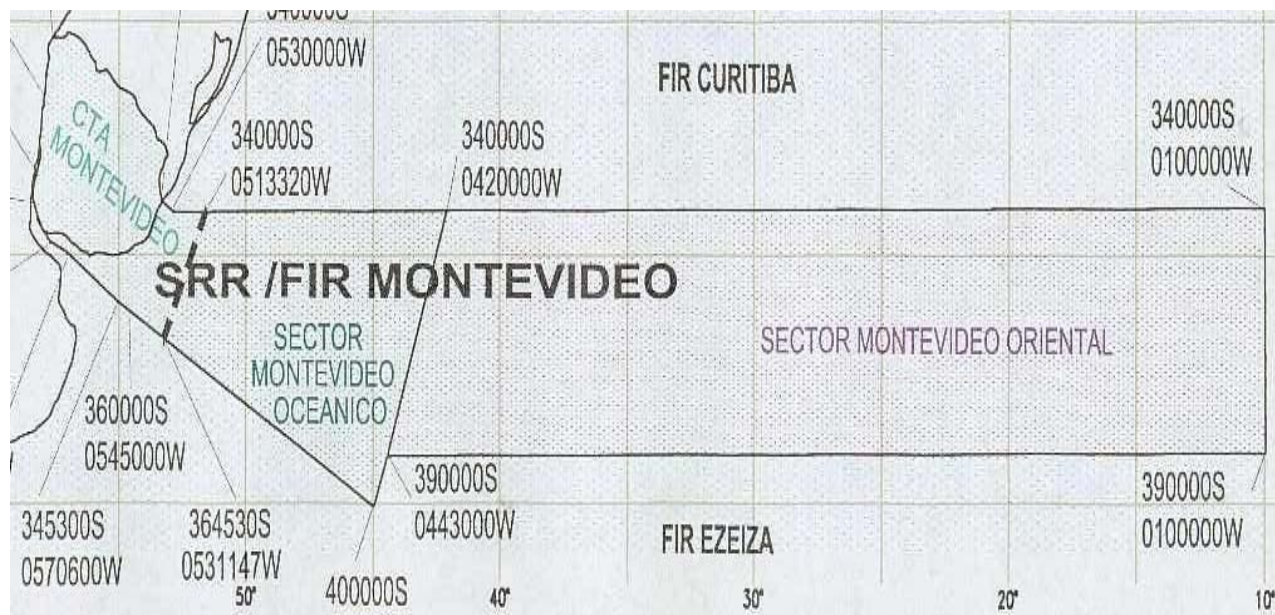 340000S
0530000W
FIR CURITIBA
CTA
MONTEVIDEO
340000S
0513320W
340000S
0420000W
340000S
0100000W
SRR /FIR MONTEVIDEO
SECTOR
MONTEVIDEO
OCEANICO
SECTOR MONTEVIDEO ORIENTAL
360000S
0545000W
390000S
0443000W
390000S
0100000W
345300S
0570600W
364530S
0531147W
400000S
FIR EZEIZA
50°
40°
30°
20°
10°